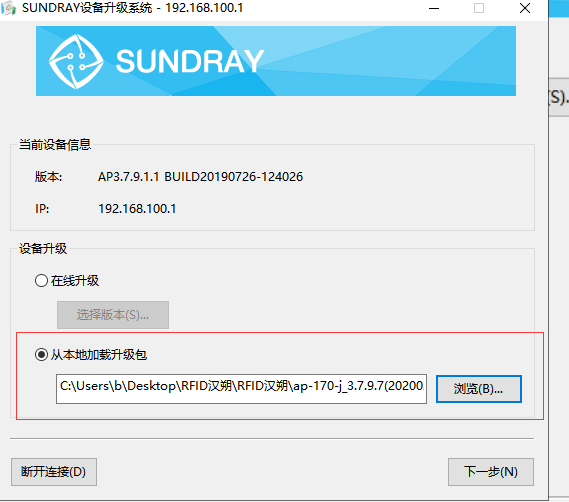 SUNDRAY设备升级系统 - 192.168.100.1
SUNDRAY
(S).
当前设备信息
版本: AP3.7.9.1.1 BUILD20190726-124026
IP: 192.168.100.1
设备升级
在线升级
选择版本(S)...
从本地加载升级包
C:\Users\b\Desktop\RFID汉朔\RFID汉朔\ap-170-j_3.7.9.7(20200
浏览(B)...
断开连接(D)
下一步(N)